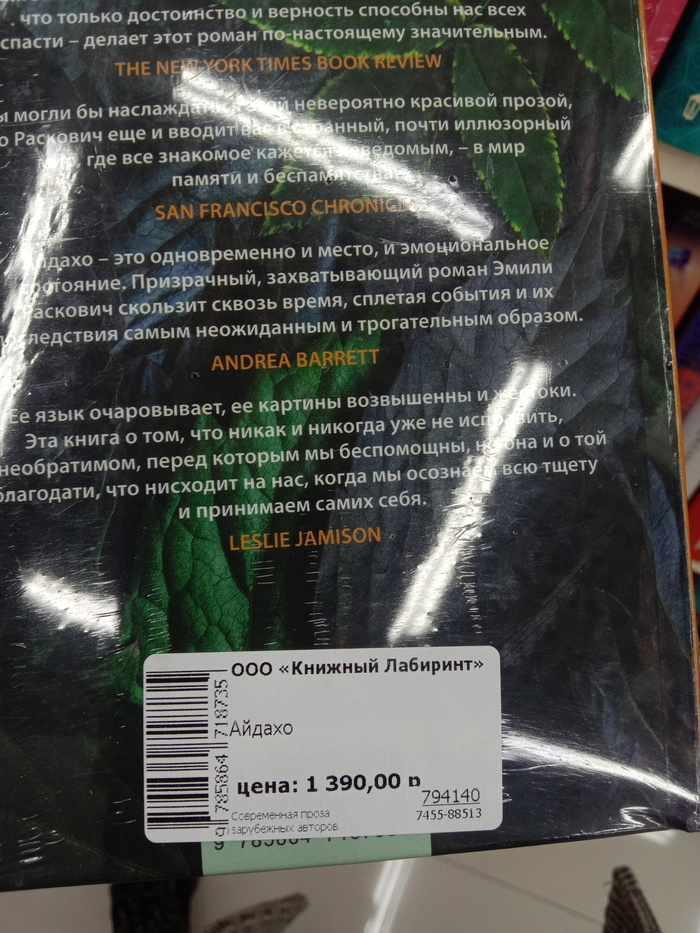 что только достоинство и верность способны нас всех
спасти – делает этот роман по-настоящему значительным.
THE NEW YORK TIMES BOOK REVIEW
ы могли бы наслаждаться этой невероятно красивой прозой,
о Раскович еще и вводит вас в странный, почти иллюзорный
где все знакомое кажется неведомым, – в мир
памяти и беспамятства
SAN FRANCISCO CHRONICLE
йдахо – это одновременно и место, и эмоциональное
состояние. Призрачный, захватывающий роман Эмили
Раскович скользит сквозь время, сплетая события и их
последствия самым неожиданным и трогательным образом.
ANDREA BARRETT
Ее язык очаровывает, ее картины возвышенны и жестоки.
Эта книга о том, что никак и никогда уже не исправить,
необратимом, перед которым мы беспомощны, но она и о той
благодати, что нисходит на нас, когда мы осознаем всю тщету
и принимаем самих себя.
LESLIE JAMISON
ООО «Книжный Лабиринт»
Айдахо
цена: 1 390,00 р
794140
Современная проза
зарубежных авторов
7455-88513
9 785864 718735